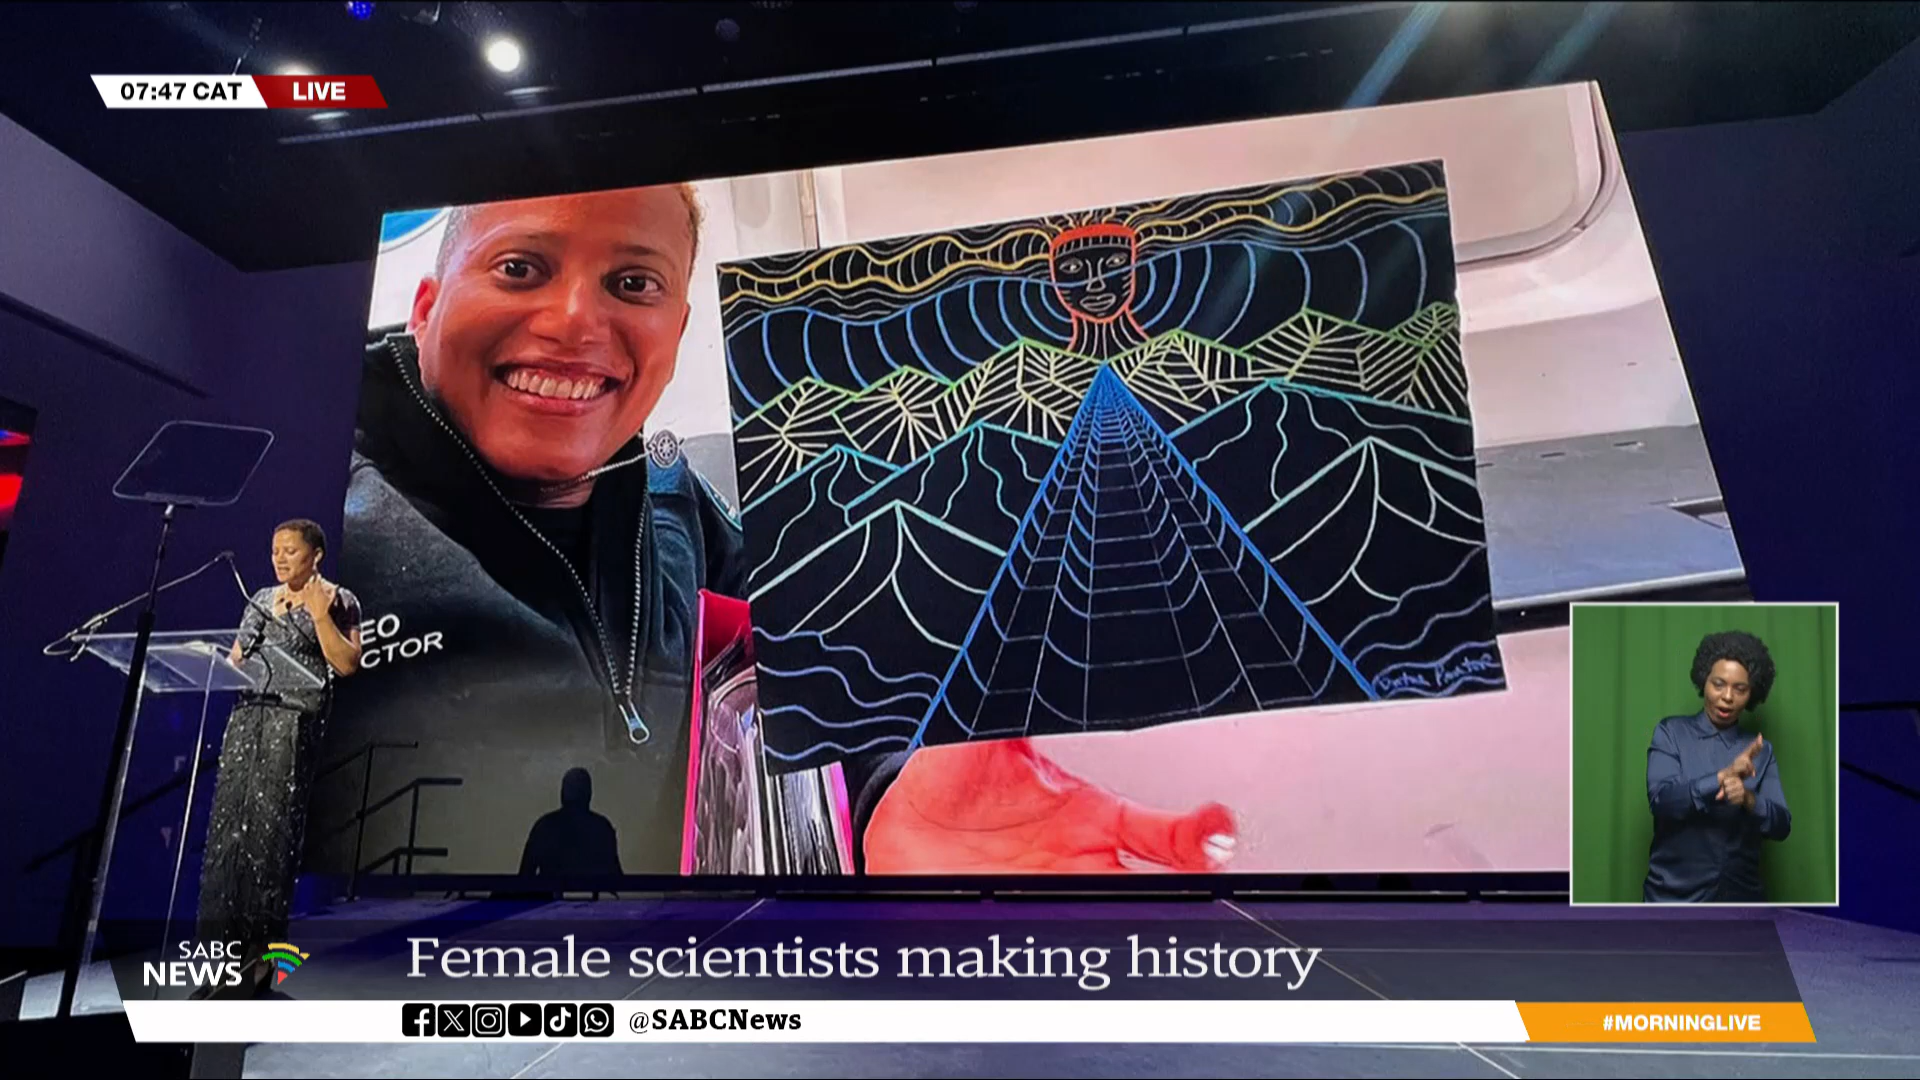 07:47 CAT LIVE
EO
CTOR
SABC
NEWS
Female scientists making history
@SABCNews
#MORNINGLIVE